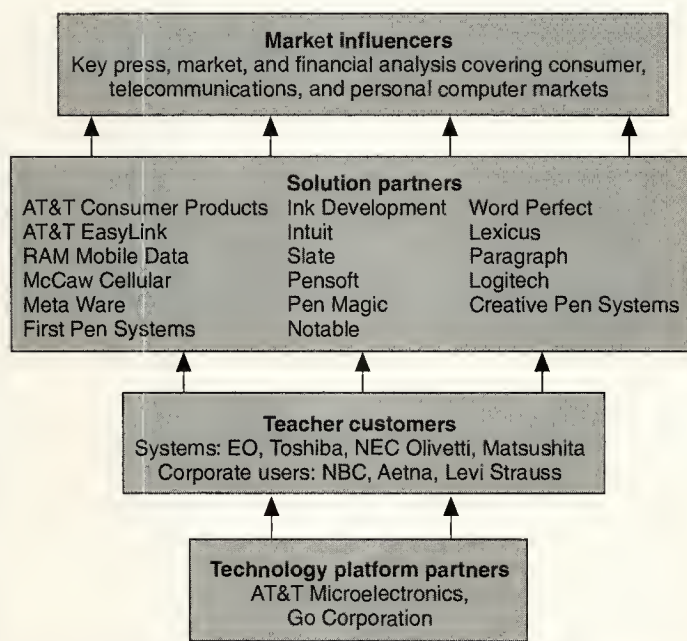 Market influencers
Key press, market, and financial analysis covering consumer,
telecommunications, and personal computer markets
Solution partners
AT&T Consumer Products
AT&T EasyLink
RAM Mobile Data
McCaw Cellular
Meta Ware
First Pen Systems
Ink Development
Intuit
Slate
Pensoft
Pen Magic
Notable
Word Perfect
Lexicus
Paragraph
Logitech
Creative Pen Systems
Teacher customers
Systems: EO, Toshiba, NEC Olivetti, Matsushita
Corporate users: NBC, Aetna, Levi Strauss
Technology platform partners
AT&T Microelectronics,
Go Corporation